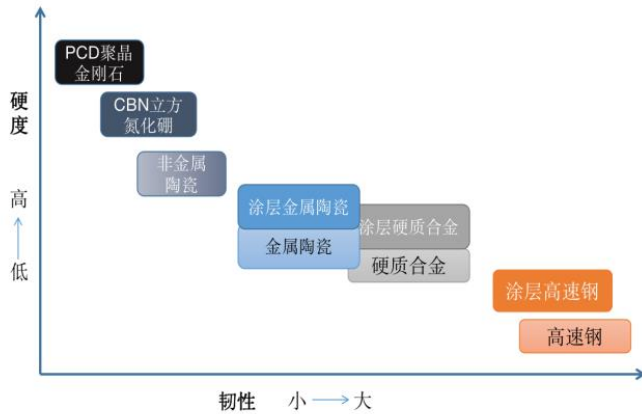 PCD聚晶
金刚石
CBN立方
氮化硼
非金属
陶瓷
涂层金属陶瓷
金属陶瓷
涂层硬质合金
硬质合金
涂层高速钢
高速钢
硬度
高
低
韧性 小 大